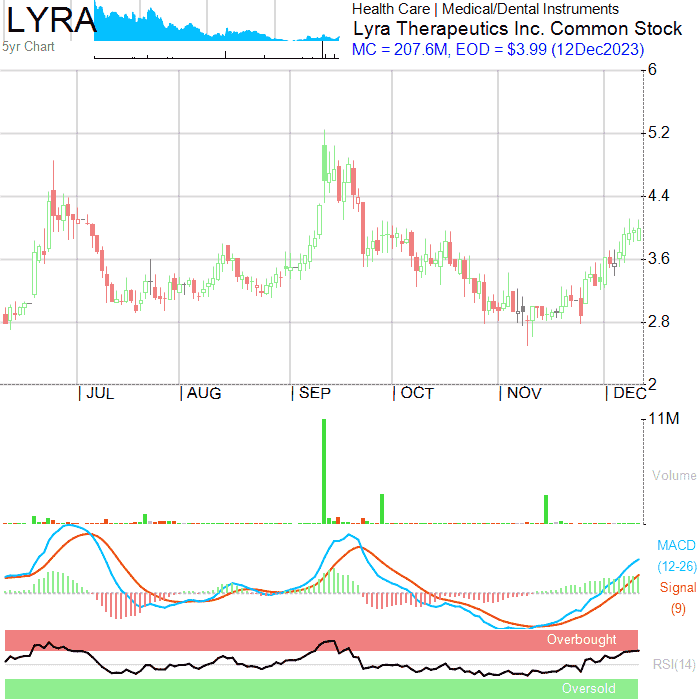 LYRA
5yr Chart
Health Care | Medical/Dental Instruments
Lyra Therapeutics Inc. Common Stock
MC = 207.6M, EOD = $3.99 (12Dec2023)
6
5.2
4.4
3.6
2.8
2
JUL AUG SEP OCT NOV DEC
11M
Volume
MACD
(12-26)
Signal
(9)
Overbought
RSI(14)
Oversold